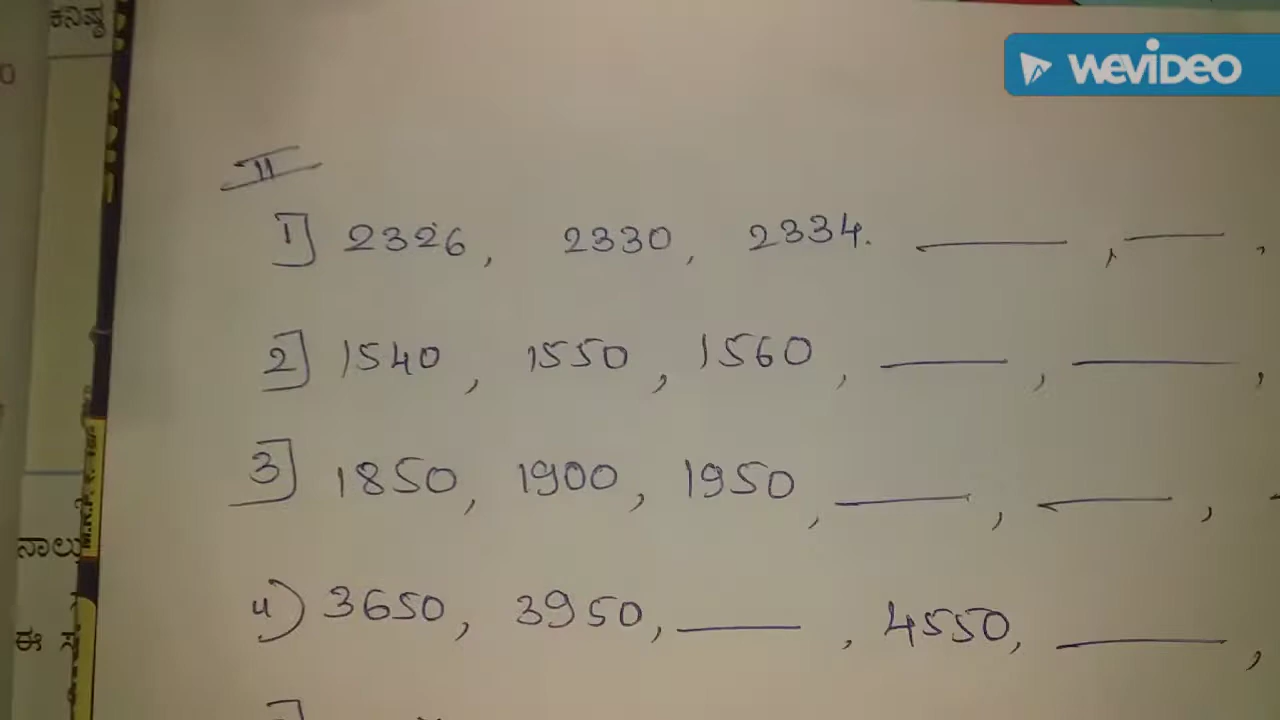 ಕನಿಷ್ಠ
WEVIDEO
II
1] 2326, 2330, 2334. ____, ____,
2] 1540, 1550, 1560, ____, ____,
3] 1850, 1900, 1950, ____, ____,
ನಾಲ್ಕು
4) 3650, 3950, ____, 4550, ____,